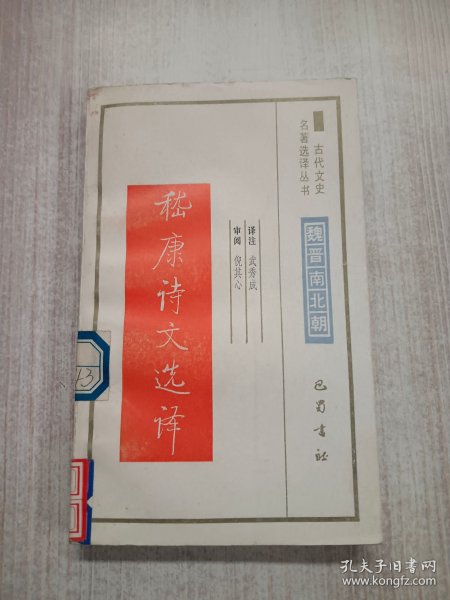 古代文史
名著选译丛书
魏晋南北朝
巴蜀书社
译注 武秀成
审阅 倪其心
嵇康诗文选译
13
孔夫子旧书网
www.kongfz.com